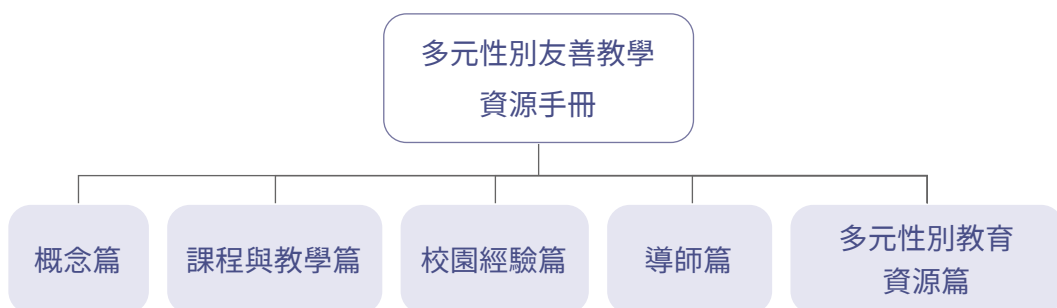 多元性別友善教學
資源手冊
概念篇
課程與教學篇
校園經驗篇
導師篇
多元性別教育
資源篇